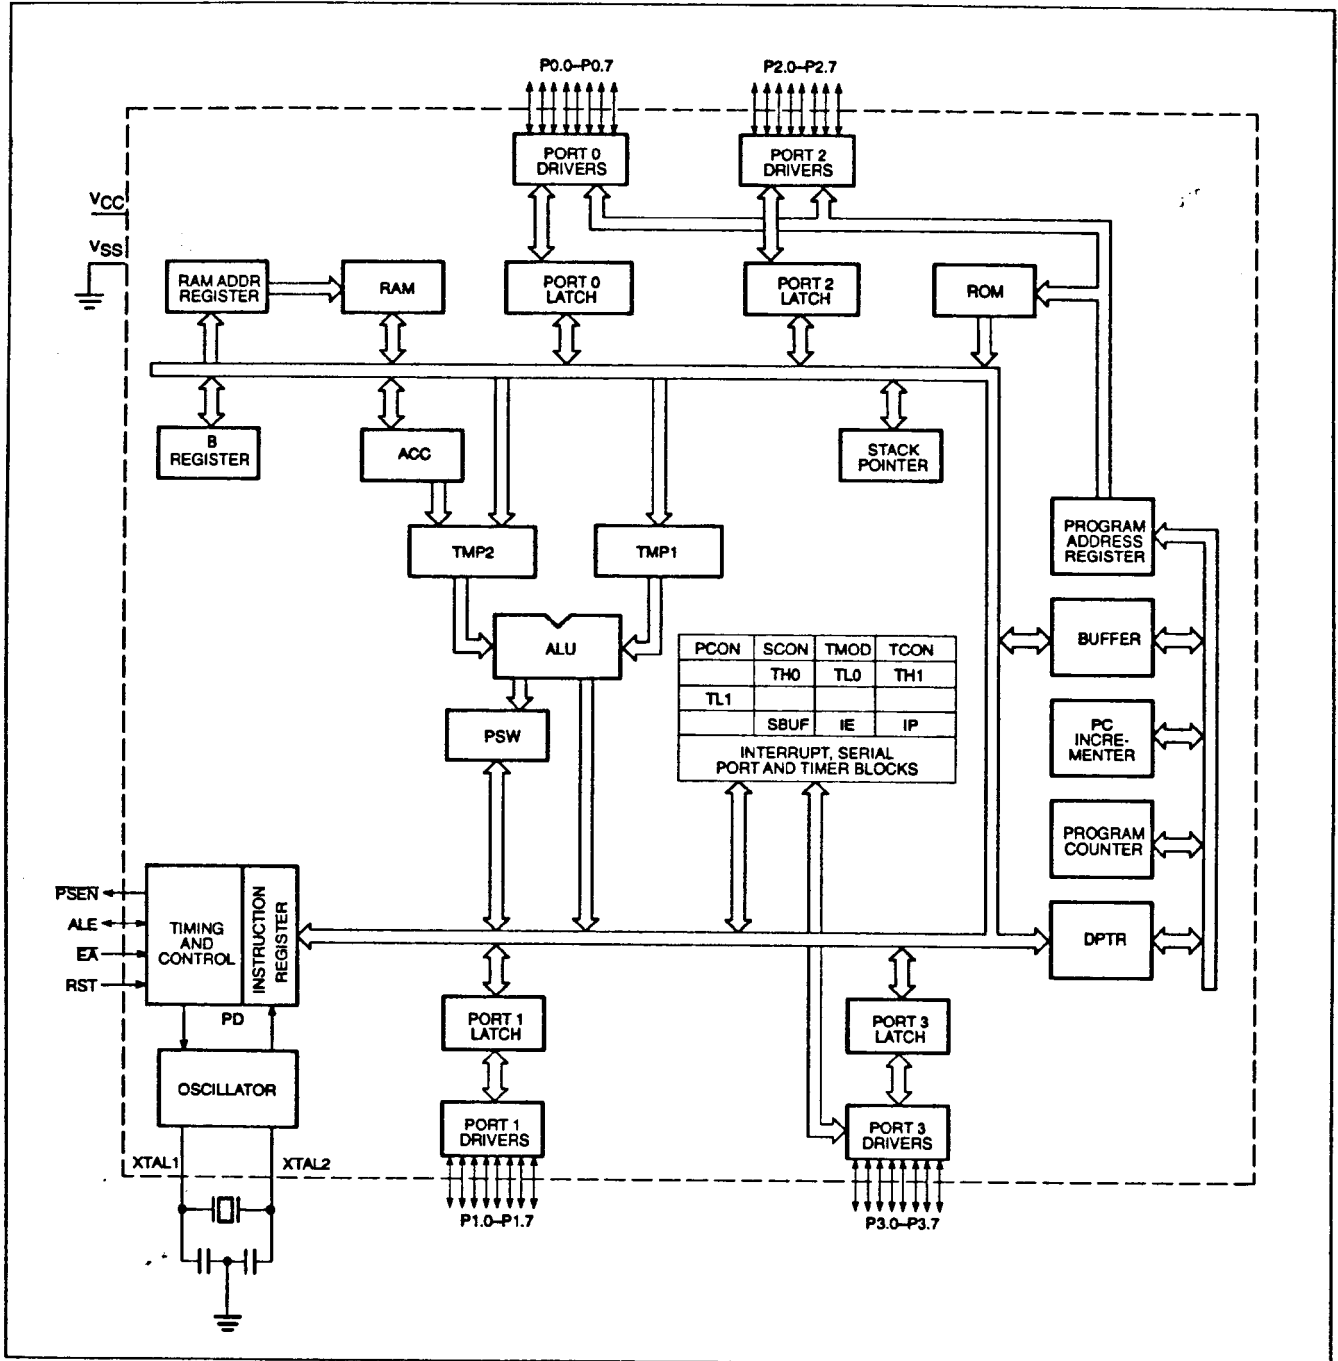 P0.0–P0.7
P2.0–P2.7
PORT 0
DRIVERS
PORT 2
DRIVERS
VCC
VSS
RAM ADDR
REGISTER
RAM
PORT 0
LATCH
PORT 2
LATCH
ROM
B
REGISTER
ACC
STACK
POINTER
PROGRAM
ADDRESS
REGISTER
TMP2
TMP1
ALU
BUFFER
PCON SCON TMOD TCON
TH0 TL0 TH1
TL1
SBUF IE IP
INTERRUPT, SERIAL
PORT AND TIMER BLOCKS
PSW
PC
INCRE-
MENTER
PROGRAM
COUNTER
PSEN
ALE
EA
RST
TIMING
AND
CONTROL
INSTRUCTION
REGISTER
DPTR
PD
PORT 1
LATCH
PORT 3
LATCH
OSCILLATOR
PORT 1
DRIVERS
PORT 3
DRIVERS
XTAL1
XTAL2
P1.0–P1.7
P3.0–P3.7